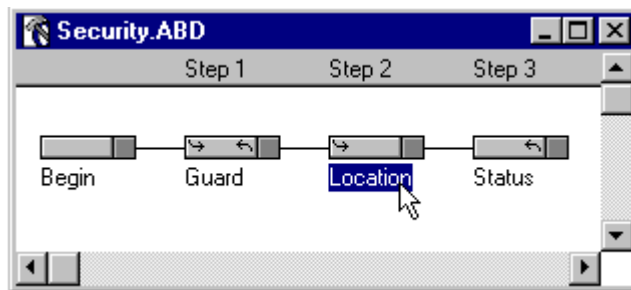 Security.ABD
Step 1 Step 2 Step 3
Begin Guard Location Status